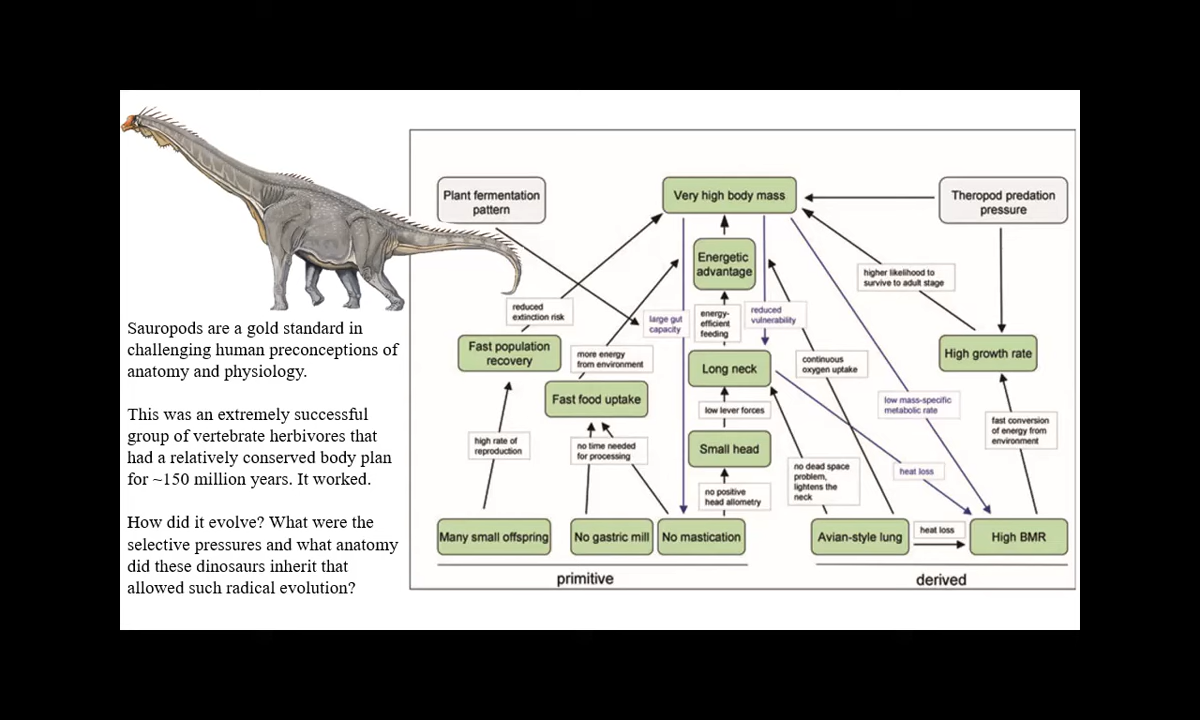 Sauropods are a gold standard in
challenging human preconceptions of
anatomy and physiology.
This was an extremely successful
group of vertebrate herbivores that
had a relatively conserved body plan
for ~150 million years. It worked.
How did it evolve? What were the
selective pressures and what anatomy
did these dinosaurs inherit that
allowed such radical evolution?
Plant fermentation
pattern
Very high body mass
Theropod predation
pressure
Energetic
advantage
higher likelihood to
survive to adult stage
reduced
extinction risk
large gut
capacity
energy-
efficient
feeding
reduced
vulnerability
Fast population
recovery
more energy
from environment
Long neck
continuous
oxygen uptake
High growth rate
Fast food uptake
low lever forces
low mass-specific
metabolic rate
high rate of
reproduction
no time needed
for processing
Small head
fast conversion
of energy from
environment
no positive
head allometry
no dead space
problem,
lightens the
neck
heat loss
Many small offspring
No gastric mill
No mastication
Avian-style lung
heat loss
High BMR
primitive
derived